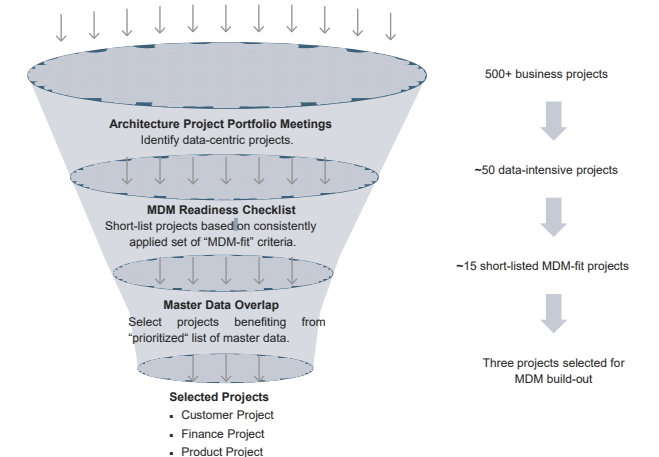 500+ business projects
Architecture Project Portfolio Meetings
Identify data-centric projects.
~50 data-intensive projects
MDM Readiness Checklist
Short-list projects based on consistently
applied set of “MDM-fit” criteria.
~15 short-listed MDM-fit projects
Master Data Overlap
Select projects benefiting from
“prioritized“ list of master data.
Three projects selected for
MDM build-out
Selected Projects
▪ Customer Project
▪ Finance Project
▪ Product Project